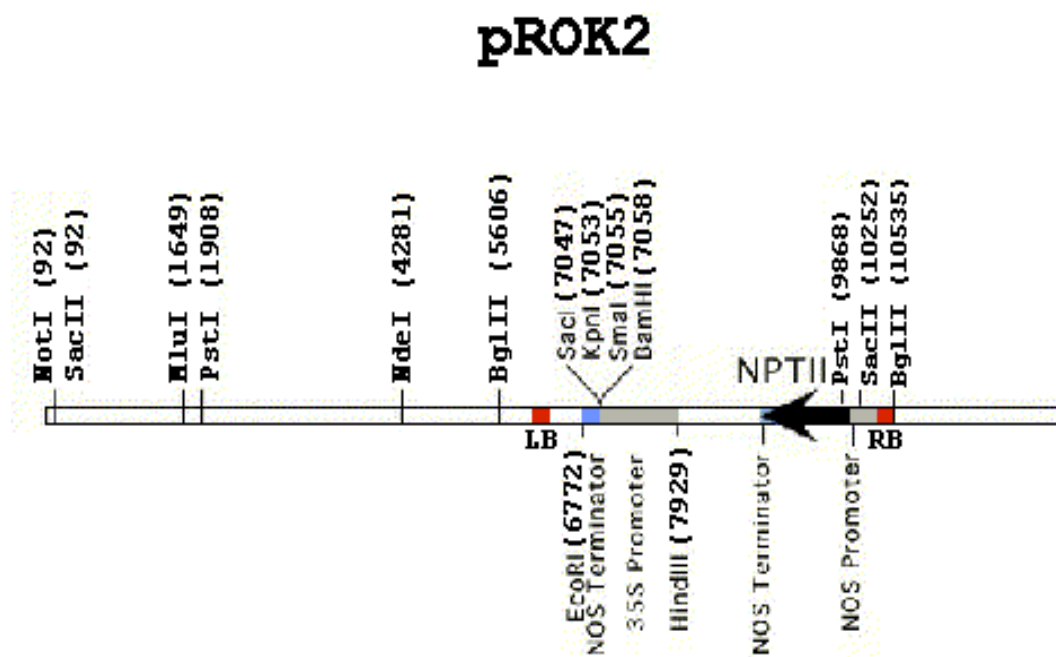 pROK2
NotI (92)
SacII (92)
MluI (1649)
PstI (1908)
NdeI (4281)
BglII (5606)
SacI (7047)
KpnI (7053)
SmaI (7055)
BamHI (7058)
NPTII
PstI (9868)
SacII (10252)
BglII (10535)
LB
RB
EcoRI (6772)
NOS Terminator
35S Promoter
HindIII (7929)
NOS Terminator
NOS Promoter